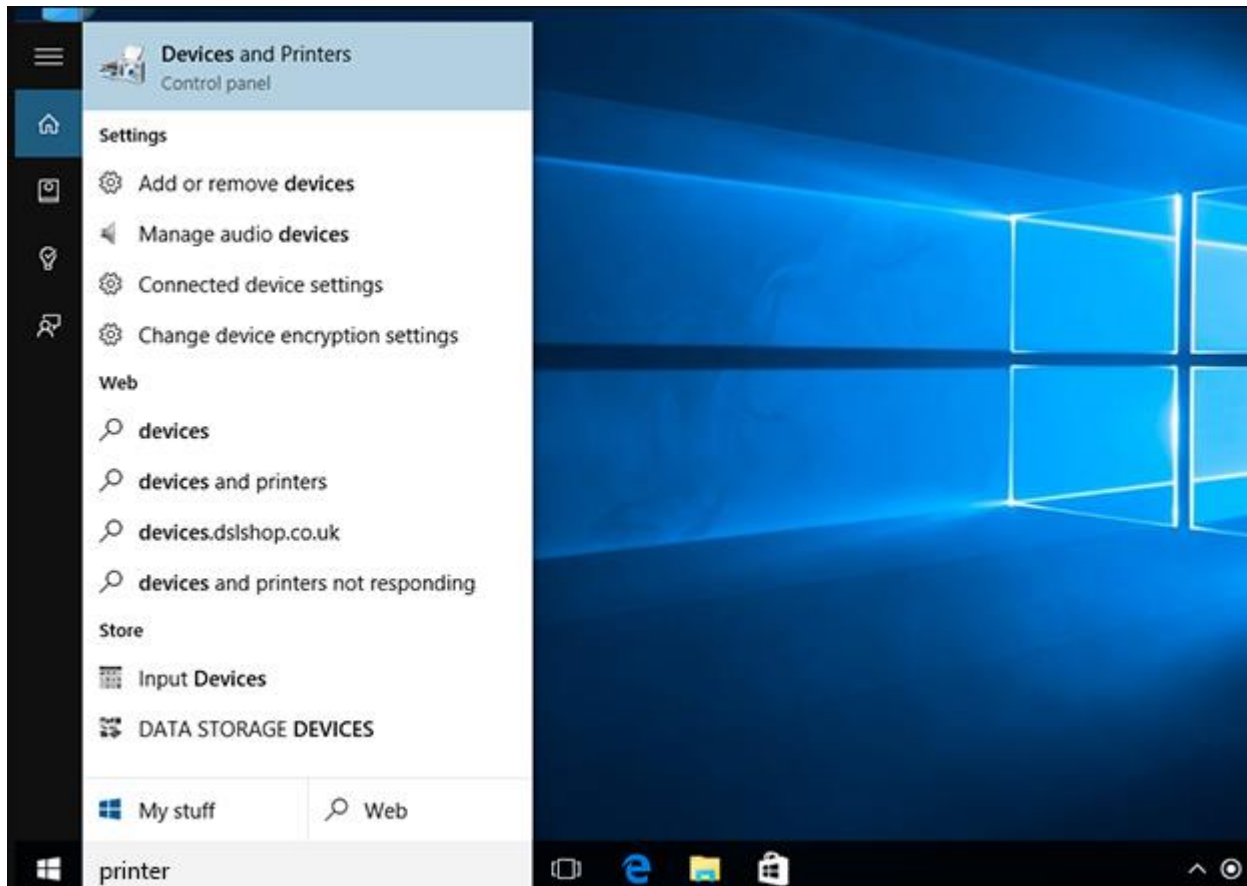 Devices and Printers
Control panel
Settings
Add or remove devices
Manage audio devices
Connected device settings
Change device encryption settings
Web
devices
devices and printers
devices.dslshop.co.uk
devices and printers not responding
Store
Input Devices
DATA STORAGE DEVICES
My stuff
Web
printer